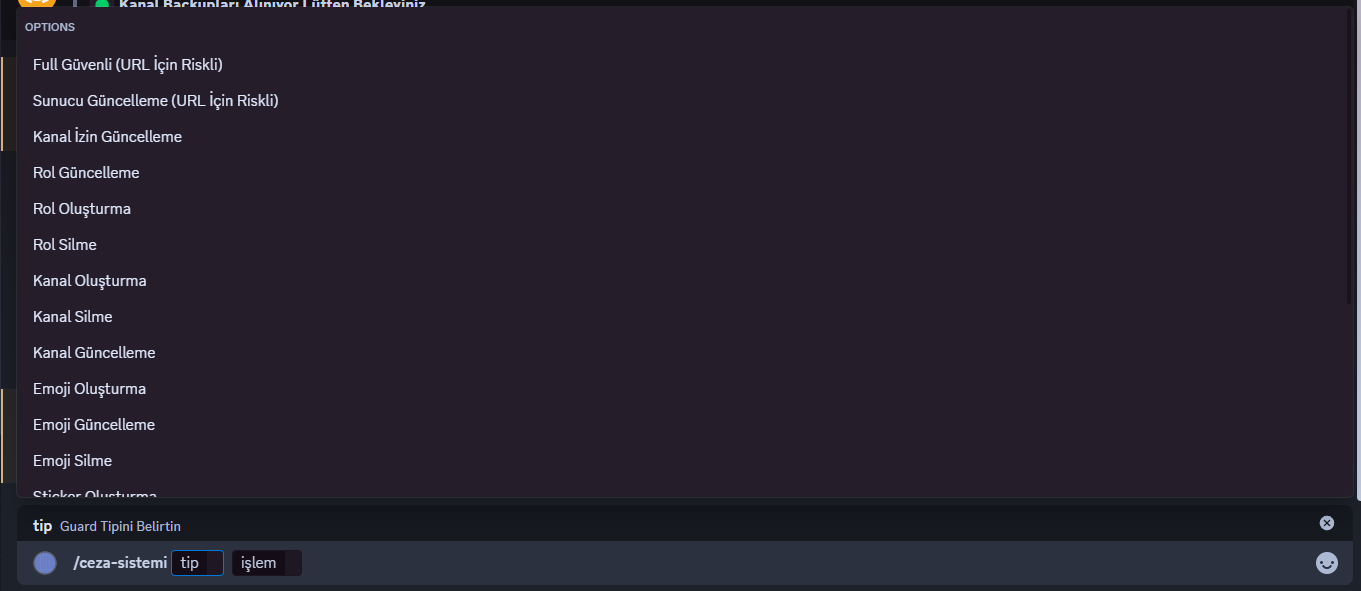 Kanal Backupları Alınıyor Lütfen Bekleyiniz
OPTIONS
Full Güvenli (URL İçin Riskli)
Sunucu Güncelleme (URL İçin Riskli)
Kanal İzin Güncelleme
Rol Güncelleme
Rol Oluşturma
Rol Silme
Kanal Oluşturma
Kanal Silme
Kanal Güncelleme
Emoji Oluşturma
Emoji Güncelleme
Emoji Silme
Sticker Oluşturma
tip Guard Tipini Belirtin
/ceza-sistemi tip işlem